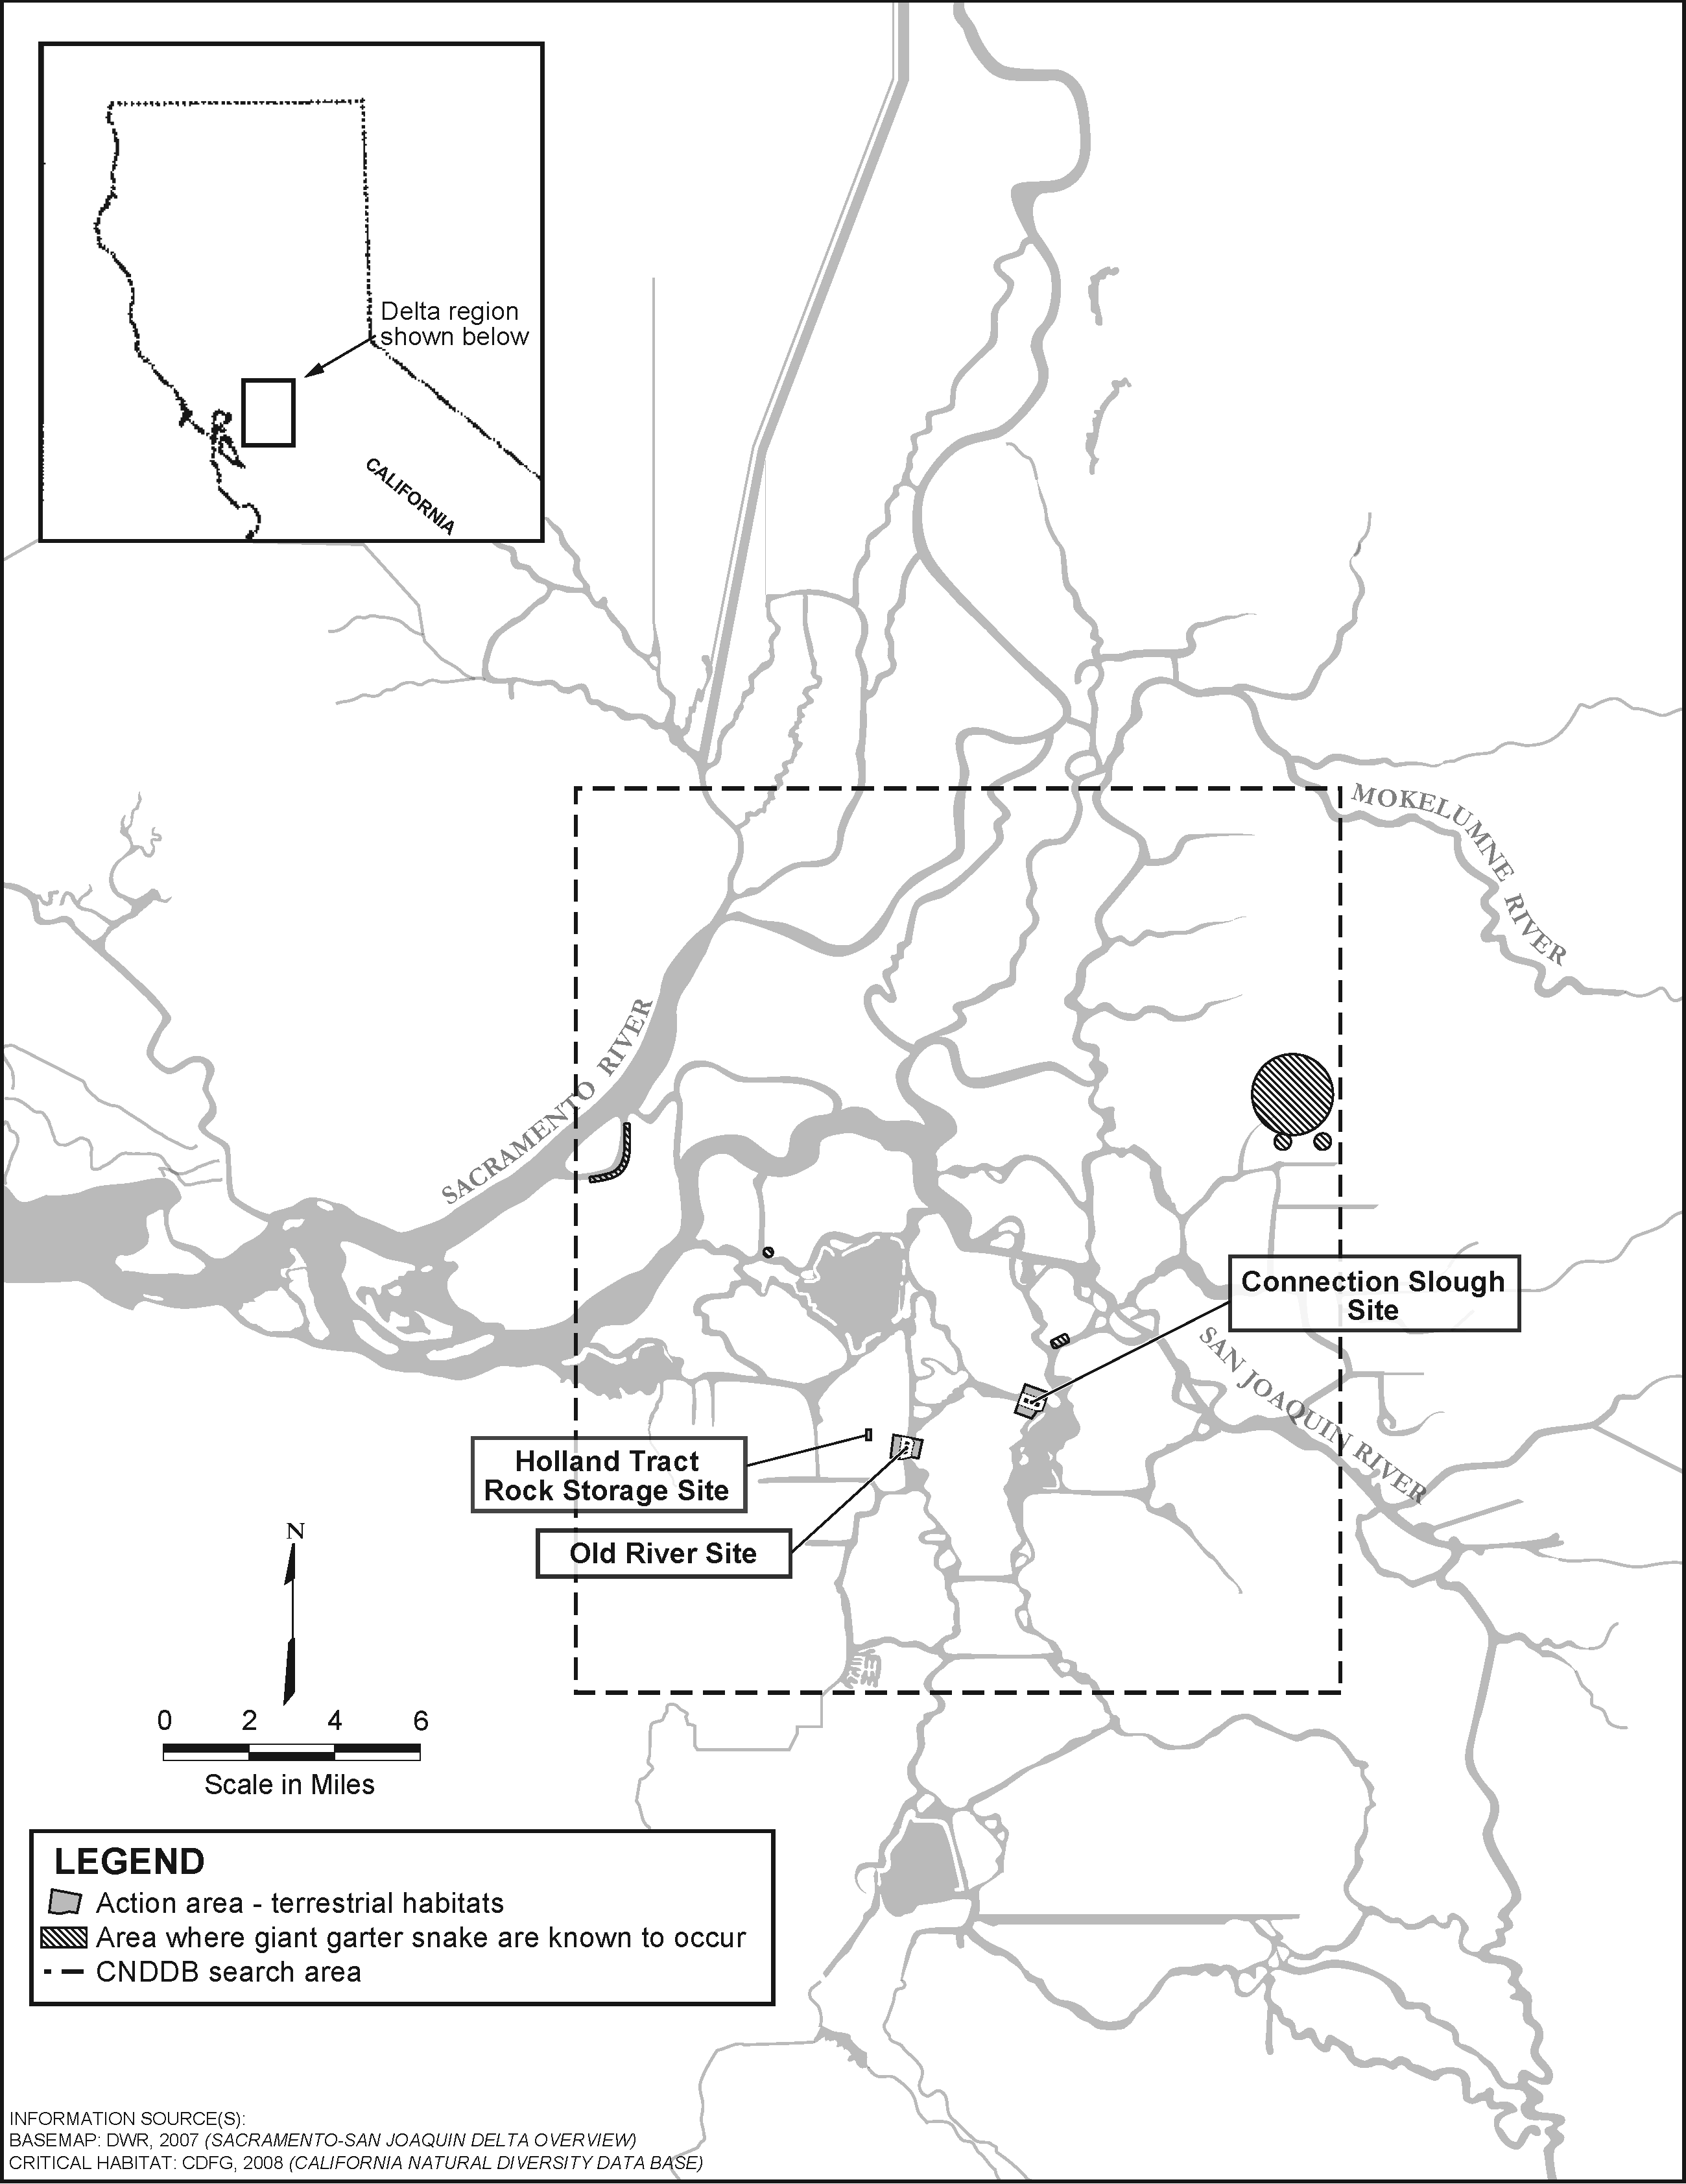 Delta region
shown below
CALIFORNIA
MOKELUMNE RIVER
SACRAMENTO RIVER
Connection Slough
Site
SAN JOAQUIN RIVER
Holland Tract
Rock Storage Site
Old River Site
N
0 2 4 6
Scale in Miles
LEGEND
Action area - terrestrial habitats
Area where giant garter snake are known to occur
CNDDB search area
INFORMATION SOURCE(S):
BASEMAP: DWR, 2007 (SACRAMENTO-SAN JOAQUIN DELTA OVERVIEW)
CRITICAL HABITAT: CDFG, 2008 (CALIFORNIA NATURAL DIVERSITY DATA BASE)